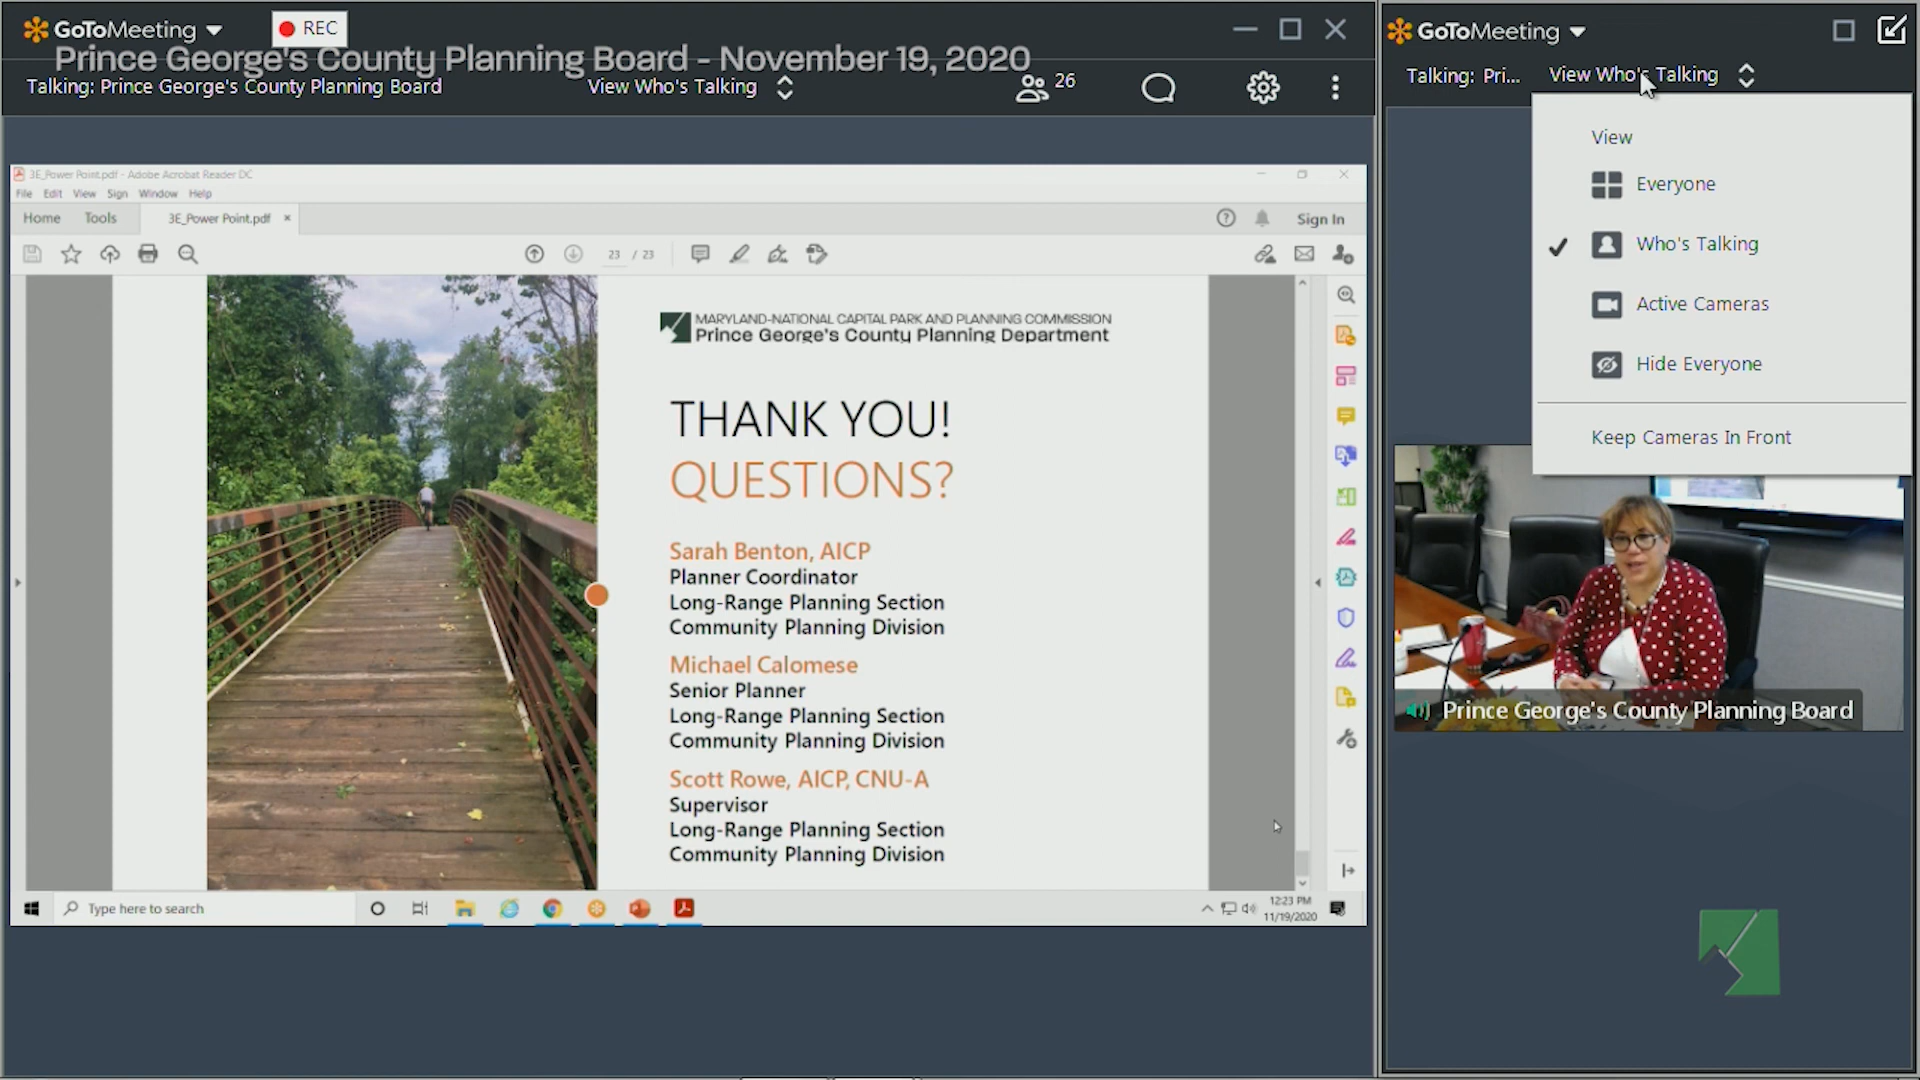 GoToMeeting
REC
Prince George's County Planning Board - November 19, 2020
Talking: Prince George's County Planning Board
View Who's Talking
26
3E_Power Point.pdf - Adobe Acrobat Reader DC
File Edit View Sign Window Help
Home Tools 3E_Power Point.pdf × Sign In
23 / 23
MARYLAND-NATIONAL CAPITAL PARK AND PLANNING COMMISSION
Prince George's County Planning Department
THANK YOU!
QUESTIONS?
Sarah Benton, AICP
Planner Coordinator
Long-Range Planning Section
Community Planning Division
Michael Calomese
Senior Planner
Long-Range Planning Section
Community Planning Division
Scott Rowe, AICP, CNU-A
Supervisor
Long-Range Planning Section
Community Planning Division
Type here to search
12:23 PM
11/19/2020
GoToMeeting
Talking: Pri...
View Who's Talking
View
Everyone
Who's Talking
Active Cameras
Hide Everyone
Keep Cameras In Front
Prince George's County Planning Board